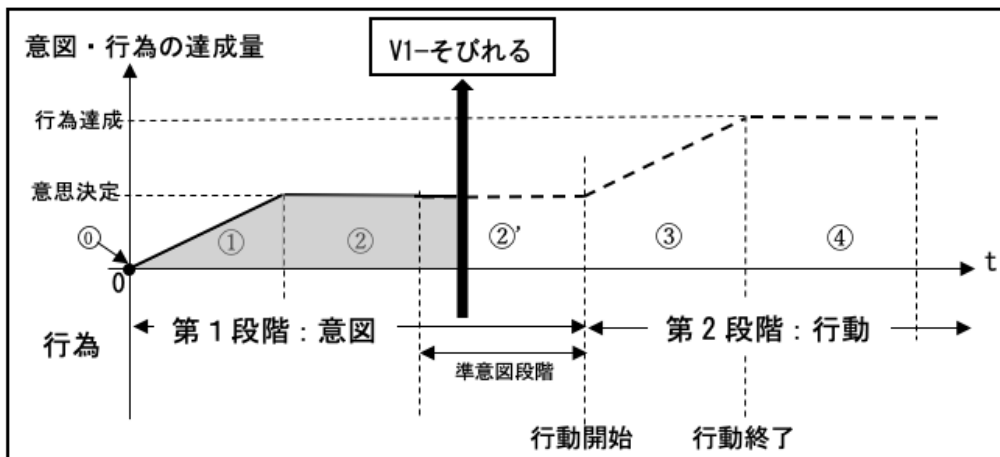 意図・行為の達成量
V1-そびれる
行為達成
意思決定
⓪
① ② ②' ③ ④
t
0
行為
第1段階：意図
第2段階：行動
準意図段階
行動開始
行動終了